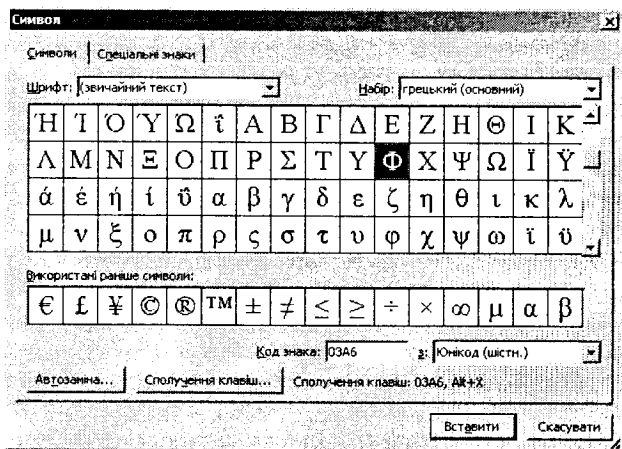 Символ
Символи Спеціальні знаки
Шрифт: (звичайний текст) Набір: грецький (основний)
Ή Ί Ό Ύ Ώ ΐ Α Β Γ Δ Ε Ζ Η Θ Ι Κ
Λ Μ Ν Ξ Ο Π Ρ Σ Τ Υ Φ Χ Ψ Ω Ϊ Ϋ
ά έ ή ί ΰ α β γ δ ε ζ η θ ι κ λ
μ ν ξ ο π ρ ς σ τ υ φ χ ψ ω ϊ ϋ
Використані раніше символи:
€ £ ¥ © ® ™ ± ≠ ≤ ≥ ÷ × ∞ µ α β
Код знака: 03A6 з: Юнікод (шістн.)
Автозаміна... Сполучення клавіш... Сполучення клавіш: 03A6, Alt+X
Вставити Скасувати